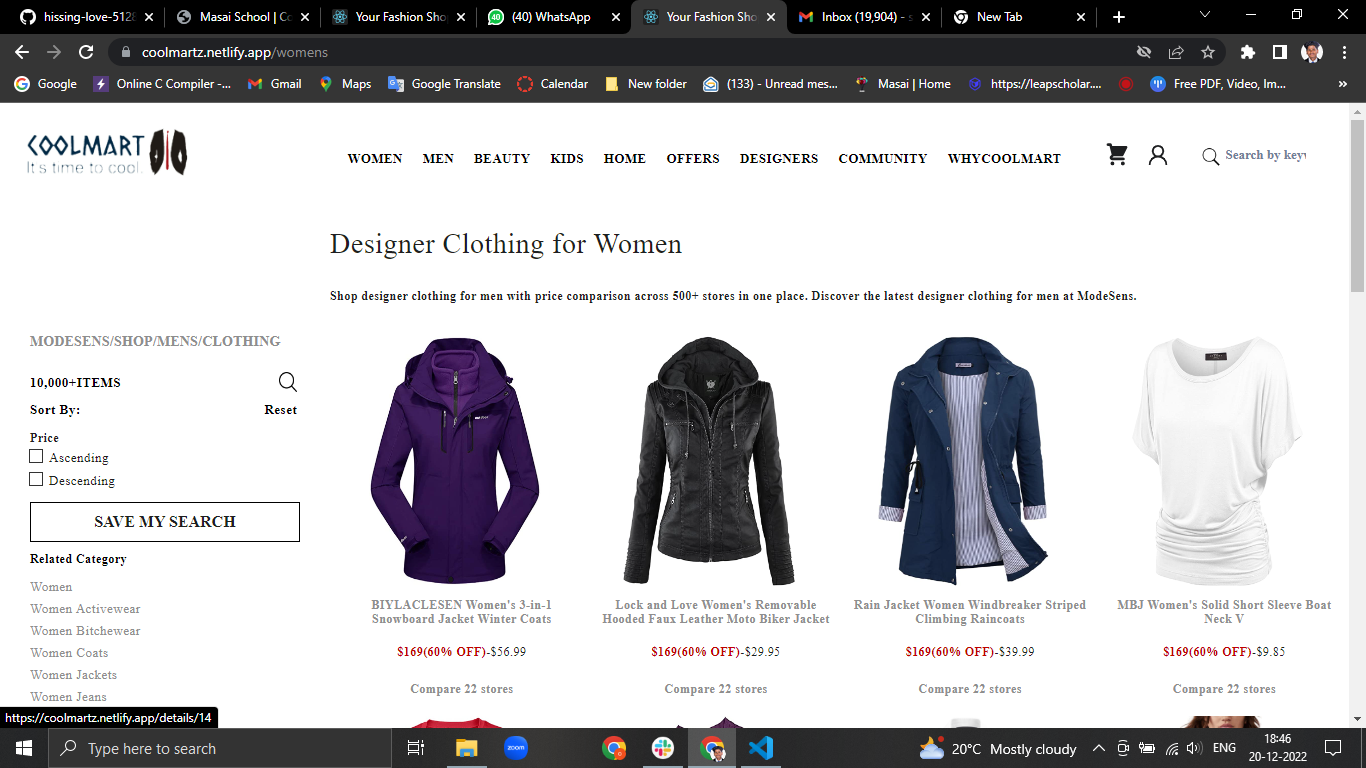 hissing-love-5128
Masai School | Co
Your Fashion Sho
(40) WhatsApp
Your Fashion Sho
Inbox (19,904) - s
New Tab
coolmartz.netlify.app/womens
Google
Online C Compiler -...
Gmail
Maps
Google Translate
Calendar
New folder
(133) - Unread mes...
Masai | Home
https://leapscholar....
Free PDF, Video, Im...
COOLMART
It's time to cool.
WOMEN
MEN
BEAUTY
KIDS
HOME
OFFERS
DESIGNERS
COMMUNITY
WHYCOOLMART
Search by keyw
Designer Clothing for Women
Shop designer clothing for men with price comparison across 500+ stores in one place. Discover the latest designer clothing for men at ModeSens.
MODESENS/SHOP/MENS/CLOTHING
10,000+ITEMS
Sort By:
Reset
Price
Ascending
Descending
SAVE MY SEARCH
Related Category
Women
Women Activewear
Women Bitchewear
Women Coats
Women Jackets
Women Jeans
BIYLACLESEN Women's 3-in-1
Snowboard Jacket Winter Coats
$169(60% OFF)-$56.99
Compare 22 stores
Lock and Love Women's Removable
Hooded Faux Leather Moto Biker Jacket
$169(60% OFF)-$29.95
Compare 22 stores
Rain Jacket Women Windbreaker Striped
Climbing Raincoats
$169(60% OFF)-$39.99
Compare 22 stores
MBJ Women's Solid Short Sleeve Boat
Neck V
$169(60% OFF)-$9.85
Compare 22 stores
https://coolmartz.netlify.app/details/14
Type here to search
zoom
20°C Mostly cloudy
ENG
18:46
20-12-2022